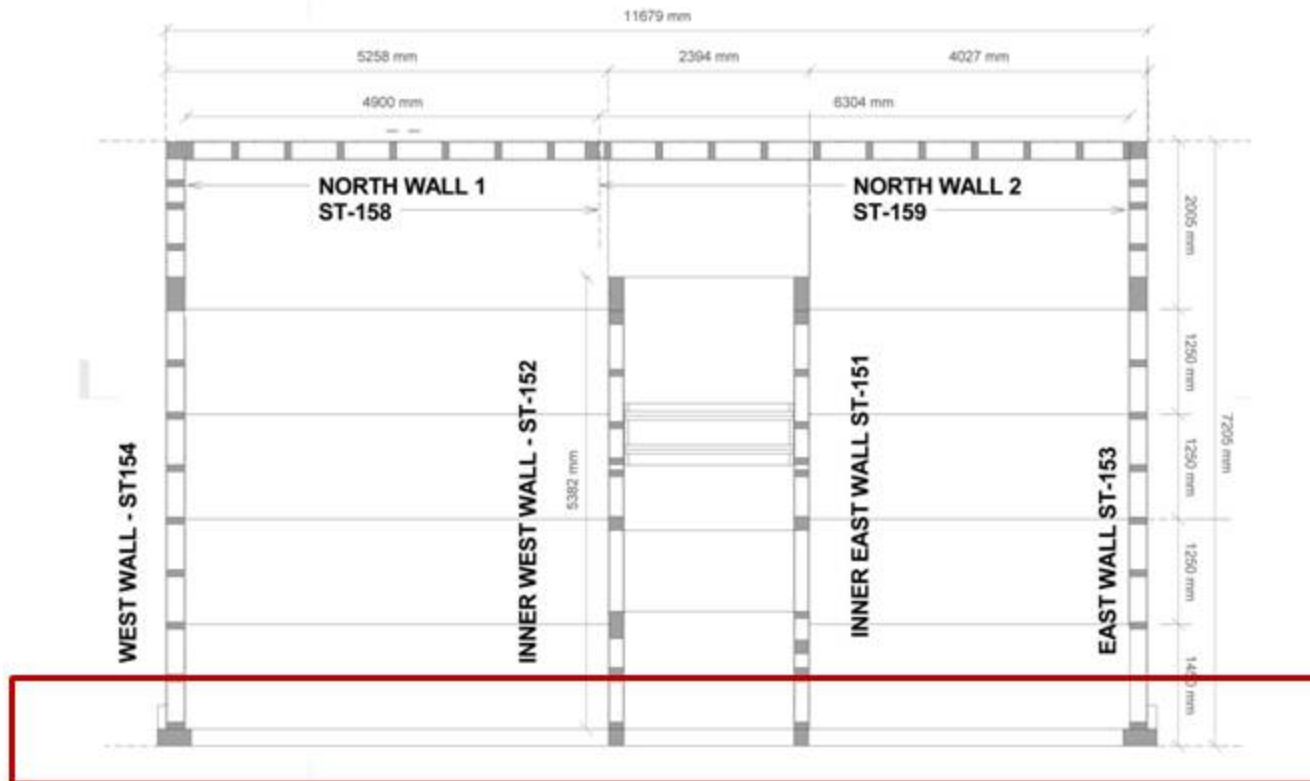 11679 mm
5258 mm
2394 mm
4027 mm
4900 mm
6304 mm
NORTH WALL 1
ST-158
NORTH WALL 2
ST-159
2005 mm
1250 mm
1250 mm
1250 mm
7205 mm
5382 mm
WEST WALL - ST154
INNER WEST WALL - ST-152
INNER EAST WALL ST-151
EAST WALL ST-153